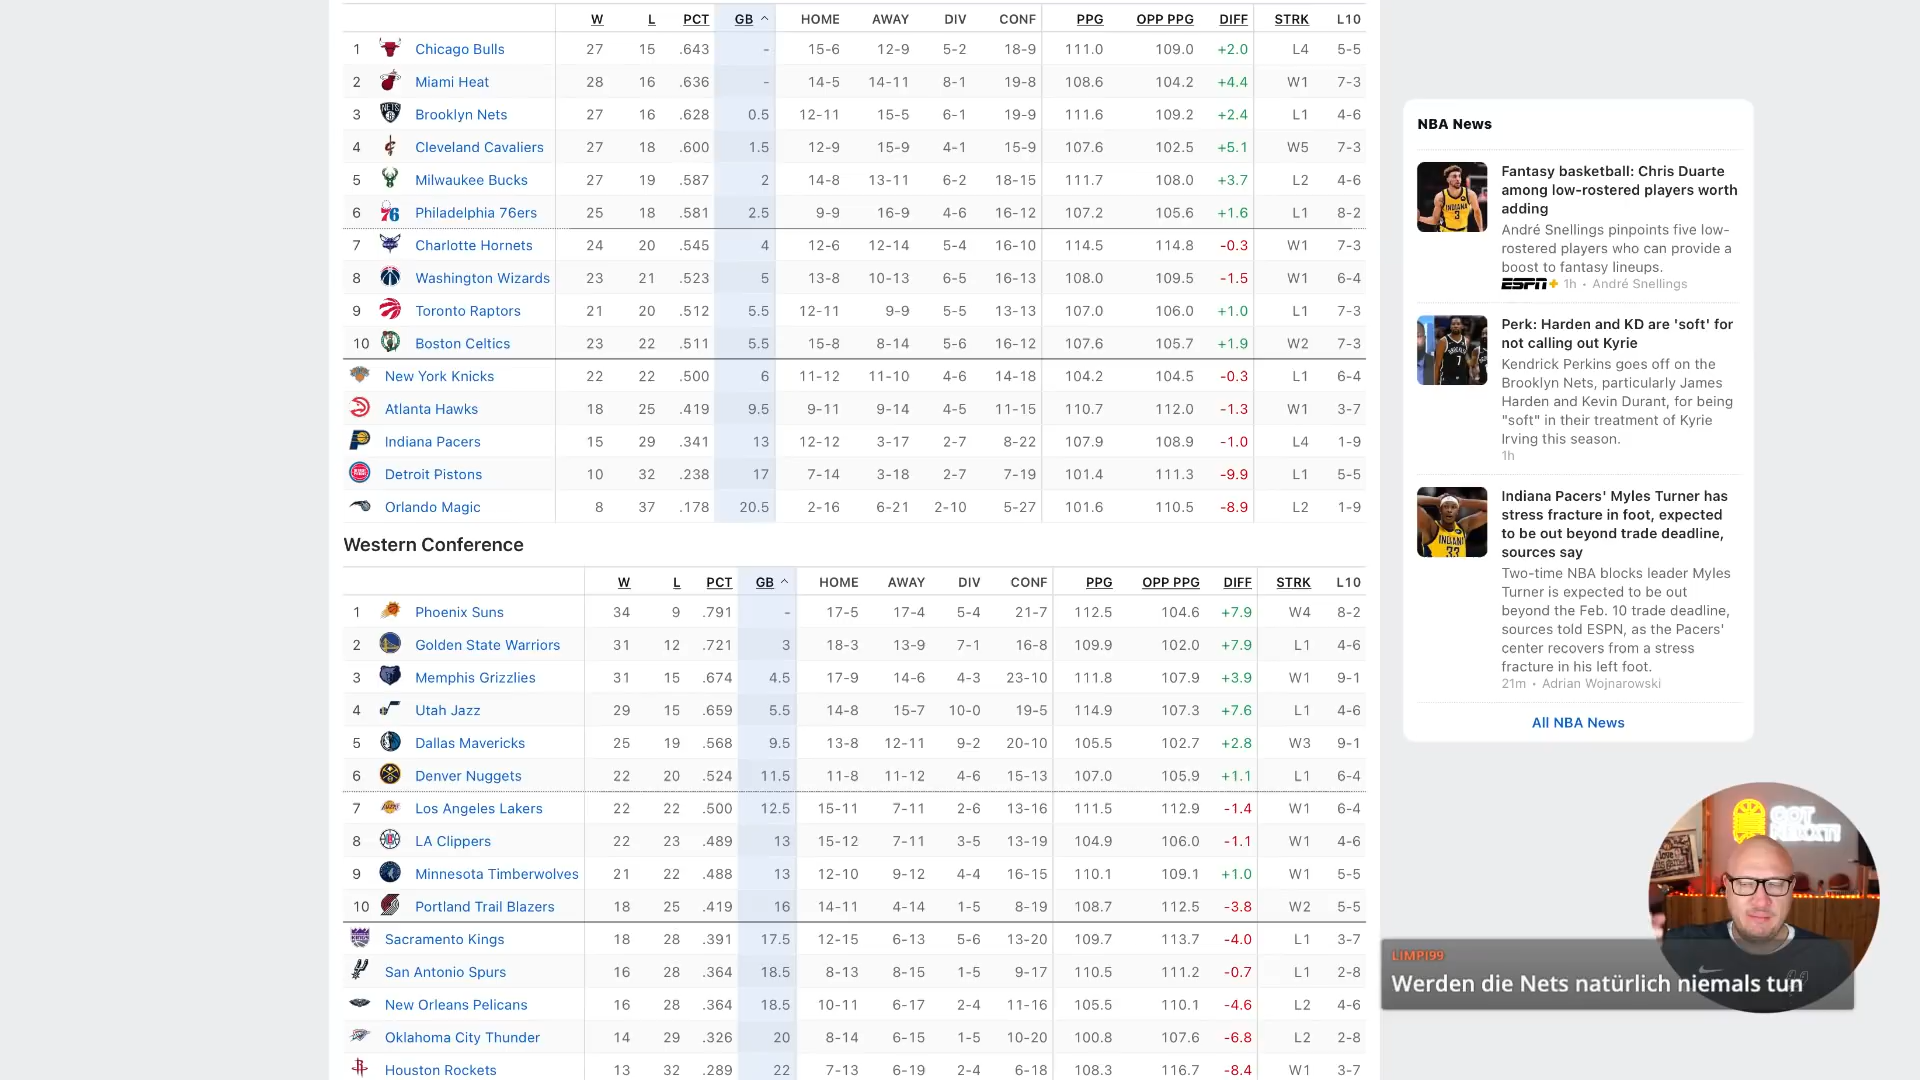 W L PCT GB HOME AWAY DIV CONF PPG OPP PPG DIFF STRK L10
1 Chicago Bulls 27 15 .643 - 15-6 12-9 5-2 18-9 111.0 109.0 +2.0 L4 5-5
2 Miami Heat 28 16 .636 - 14-5 14-11 8-1 19-8 108.6 104.2 +4.4 W1 7-3
3 Brooklyn Nets 27 16 .628 0.5 12-11 15-5 6-1 19-9 111.6 109.2 +2.4 L1 4-6
4 Cleveland Cavaliers 27 18 .600 1.5 12-9 15-9 4-1 15-9 107.6 102.5 +5.1 W5 7-3
5 Milwaukee Bucks 27 19 .587 2 14-8 13-11 6-2 18-15 111.7 108.0 +3.7 L2 4-6
6 Philadelphia 76ers 25 18 .581 2.5 9-9 16-9 4-6 16-12 107.2 105.6 +1.6 L1 8-2
7 Charlotte Hornets 24 20 .545 4 12-6 12-14 5-4 16-10 114.5 114.8 -0.3 W1 7-3
8 Washington Wizards 23 21 .523 5 13-8 10-13 6-5 16-13 108.0 109.5 -1.5 W1 6-4
9 Toronto Raptors 21 20 .512 5.5 12-11 9-9 5-5 13-13 107.0 106.0 +1.0 L1 7-3
10 Boston Celtics 23 22 .511 5.5 15-8 8-14 5-6 16-12 107.6 105.7 +1.9 W2 7-3
New York Knicks 22 22 .500 6 11-12 11-10 4-6 14-18 104.2 104.5 -0.3 L1 6-4
Atlanta Hawks 18 25 .419 9.5 9-11 9-14 4-5 11-15 110.7 112.0 -1.3 W1 3-7
Indiana Pacers 15 29 .341 13 12-12 3-17 2-7 8-22 107.9 108.9 -1.0 L4 1-9
Detroit Pistons 10 32 .238 17 7-14 3-18 2-7 7-19 101.4 111.3 -9.9 L1 5-5
Orlando Magic 8 37 .178 20.5 2-16 6-21 2-10 5-27 101.6 110.5 -8.9 L2 1-9
Western Conference
W L PCT GB HOME AWAY DIV CONF PPG OPP PPG DIFF STRK L10
1 Phoenix Suns 34 9 .791 - 17-5 17-4 5-4 21-7 112.5 104.6 +7.9 W4 8-2
2 Golden State Warriors 31 12 .721 3 18-3 13-9 7-1 16-8 109.9 102.0 +7.9 L1 4-6
3 Memphis Grizzlies 31 15 .674 4.5 17-9 14-6 4-3 23-10 111.8 107.9 +3.9 W1 9-1
4 Utah Jazz 29 15 .659 5.5 14-8 15-7 10-0 19-5 114.9 107.3 +7.6 L1 4-6
5 Dallas Mavericks 25 19 .568 9.5 13-8 12-11 9-2 20-10 105.5 102.7 +2.8 W3 9-1
6 Denver Nuggets 22 20 .524 11.5 11-8 11-12 4-6 15-13 107.0 105.9 +1.1 L1 6-4
7 Los Angeles Lakers 22 22 .500 12.5 15-11 7-11 2-6 13-16 111.5 112.9 -1.4 W1 6-4
8 LA Clippers 22 23 .489 13 15-12 7-11 3-5 13-19 104.9 106.0 -1.1 W1 4-6
9 Minnesota Timberwolves 21 22 .488 13 12-10 9-12 4-4 16-15 110.1 109.1 +1.0 W1 5-5
10 Portland Trail Blazers 18 25 .419 16 14-11 4-14 1-5 8-19 108.7 112.5 -3.8 W2 5-5
Sacramento Kings 18 28 .391 17.5 12-15 6-13 5-6 13-20 109.7 113.7 -4.0 L1 3-7
San Antonio Spurs 16 28 .364 18.5 8-13 8-15 1-5 9-17 110.5 111.2 -0.7 L1 2-8
New Orleans Pelicans 16 28 .364 18.5 10-11 6-17 2-4 11-16 105.5 110.1 -4.6 L2 4-6
Oklahoma City Thunder 14 29 .326 20 8-14 6-15 1-5 10-20 100.8 107.6 -6.8 L2 2-8
Houston Rockets 13 32 .289 22 7-13 6-19 2-4 6-18 108.3 116.7 -8.4 W1 3-7
NBA News
Fantasy basketball: Chris Duarte
among low-rostered players worth
adding
André Snellings pinpoints five low-
rostered players who can provide a
boost to fantasy lineups.
ESPN+ 1h • André Snellings
Perk: Harden and KD are 'soft' for
not calling out Kyrie
Kendrick Perkins goes off on the
Brooklyn Nets, particularly James
Harden and Kevin Durant, for being
"soft" in their treatment of Kyrie
Irving this season.
1h
Indiana Pacers' Myles Turner has
stress fracture in foot, expected
to be out beyond trade deadline,
sources say
Two-time NBA blocks leader Myles
Turner is expected to be out
beyond the Feb. 10 trade deadline,
sources told ESPN, as the Pacers'
center recovers from a stress
fracture in his left foot.
21m • Adrian Wojnarowski
All NBA News
GOT
NEXXT!
LIMPI99
Werden die Nets natürlich niemals tun